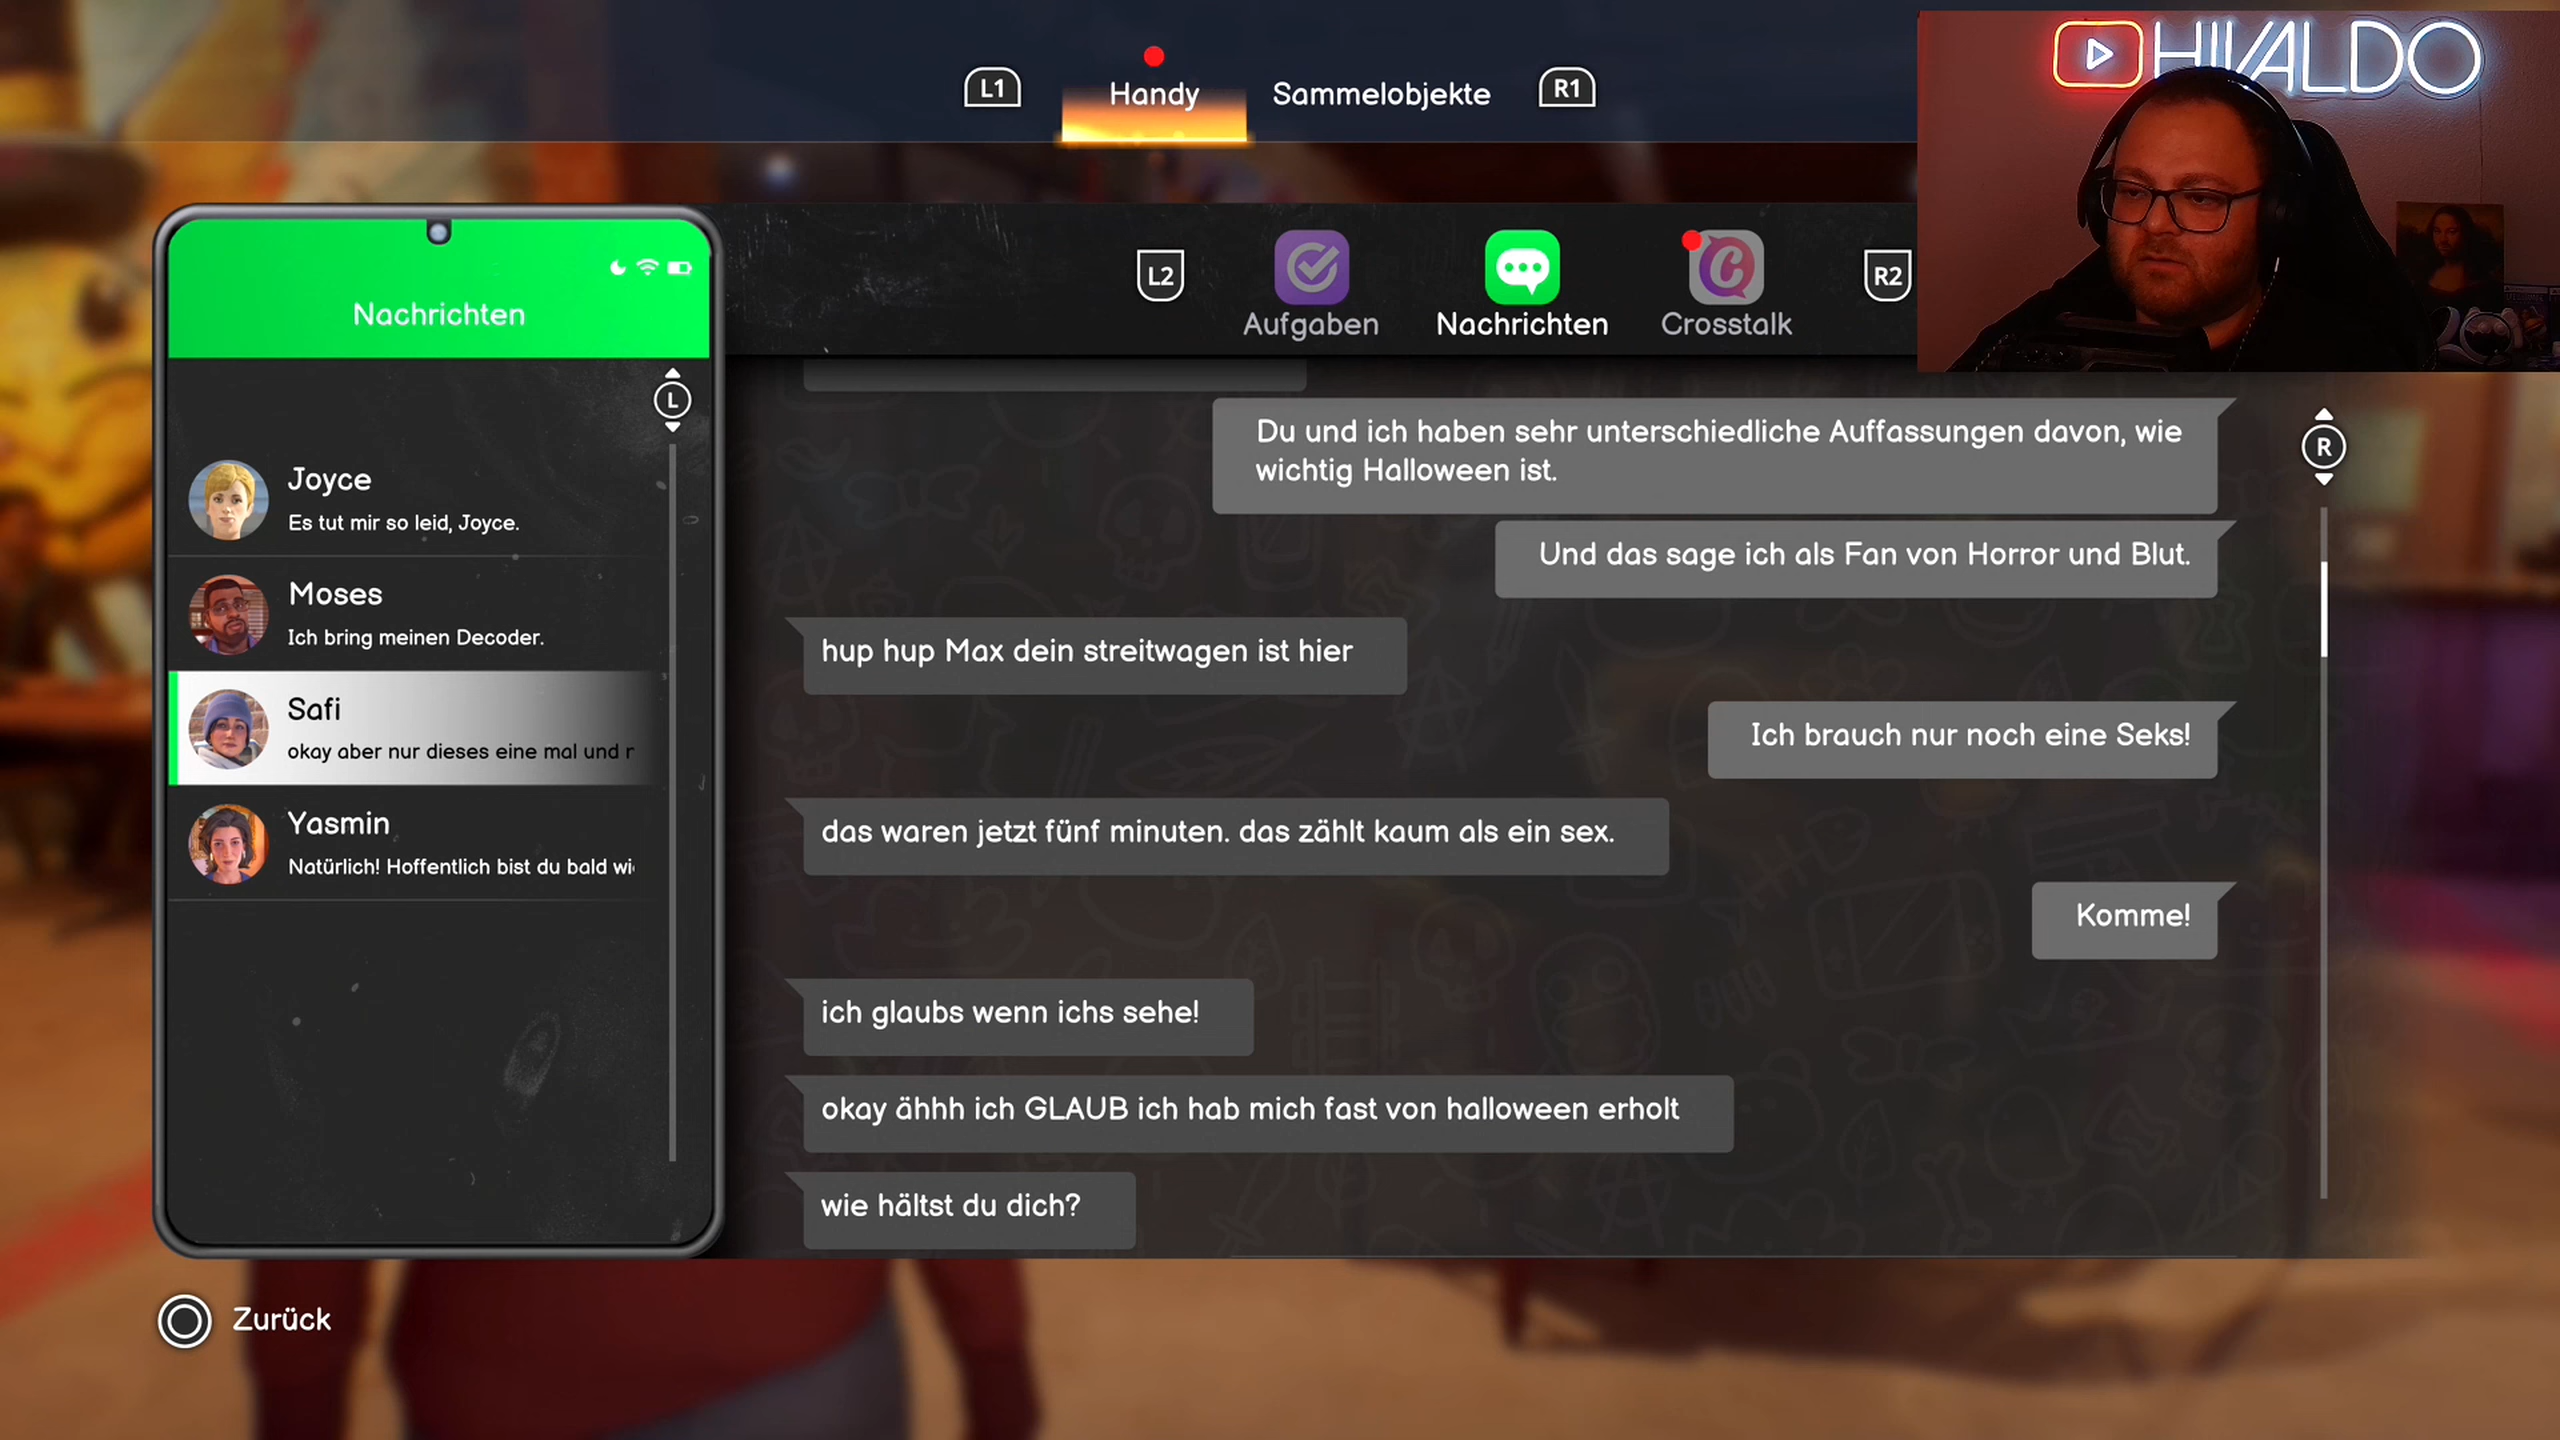 L1
Handy
Sammelobjekte
R1
HIVALDO
Nachrichten
L2
Aufgaben
Nachrichten
Crosstalk
R2
L
Joyce
Es tut mir so leid, Joyce.
Moses
Ich bring meinen Decoder.
Safi
okay aber nur dieses eine mal und
Yasmin
Natürlich! Hoffentlich bist du bald
R
Du und ich haben sehr unterschiedliche Auffassungen davon, wie
wichtig Halloween ist.
Und das sage ich als Fan von Horror und Blut.
hup hup Max dein streitwagen ist hier
Ich brauch nur noch eine Seks!
das waren jetzt fünf minuten. das zählt kaum als ein sex.
Komme!
ich glaubs wenn ichs sehe!
okay ähhh ich GLAUB ich hab mich fast von halloween erholt
wie hältst du dich?
Zurück